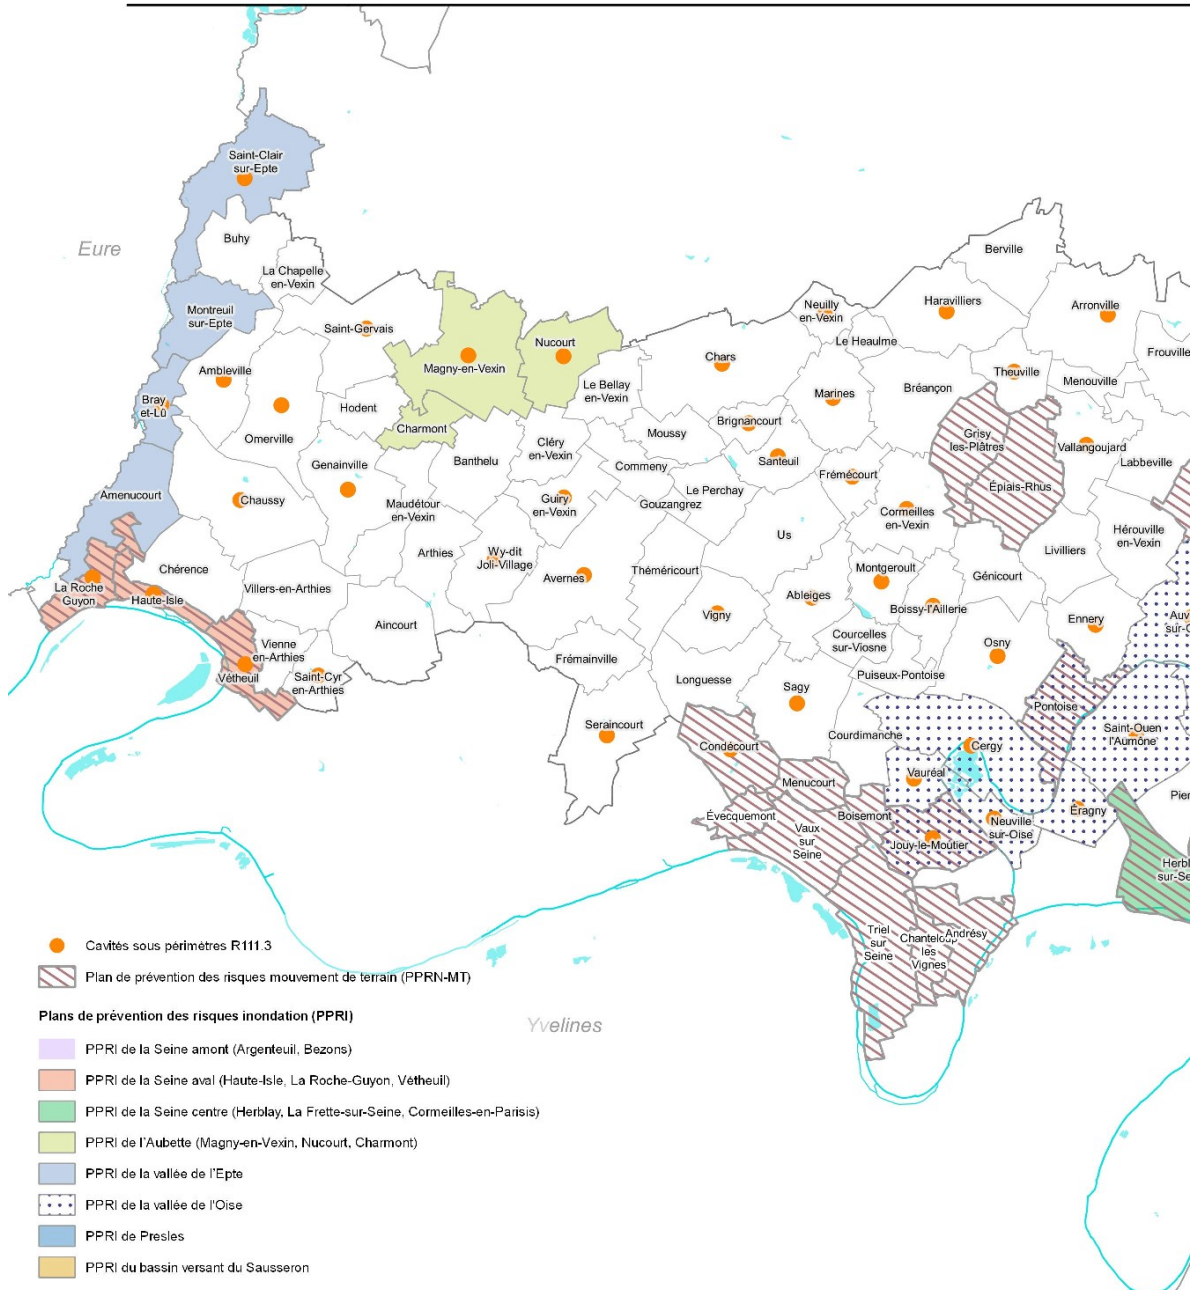 Saint-Clair
sur-Epte
Buhy
Eure
La Chapelle
en-Vexin
Berville
Montreuil
sur-Epte
Neuilly
en-Vexin
Haravilliers
Arronville
Saint-Gervais
Le Heaulme
Nucourt
Frouville
Chars
Ambleville
Magny-en-Vexin
Theuville
Menouville
Le Bellay
en-Vexin
Bréançon
Marines
Bray
et-Lû
Hodent
Brignancourt
Charmont
Moussy
Grisy
les-Plâtres
Omerville
Cléry
en-Vexin
Vallangoujard
Genainville
Banthelu
Commeny
Santeuil
Labbeville
Frémécourt
Amenucourt
Chaussy
Maudétour
en-Vexin
Guiry
en-Vexin
Le Perchay
Gouzangrez
Épiais-Rhus
Cormeilles
en-Vexin
Us
Hérouville
en-Vexin
Arthies
Wy-dit
Joli-Village
Livilliers
Chérence
Avernes
Théméricourt
Montgeroult
Génicourt
La Roche
Guyon
Villers-en-Arthies
Haute-Isle
Ableiges
Boissy-l'Aillerie
Vigny
Ennery
Aincourt
Courcelles
sur-Viosne
Osny
Vienne
en-Arthies
Frémainville
Vétheuil
Saint-Cyr
en-Arthies
Longuesse
Puiseux-Pontoise
Sagy
Pontoise
Seraincourt
Courdimanche
Saint-Ouen
l'Aumône
Condécourt
Cergy
Vauréal
Menucourt
Évecquemont
Boisemont
Éragny
Vaux
sur
Seine
Neuville
sur-Oise
Jouy-le-Moutier
Triel
sur
Seine
Chanteloup
les
Vignes
Andrésy
Cavités sous périmètres R111.3
Plan de prévention des risques mouvement de terrain (PPRN-MT)
Plans de prévention des risques inondation (PPRI)
Yvelines
PPRI de la Seine amont (Argenteuil, Bezons)
PPRI de la Seine aval (Haute-Isle, La Roche-Guyon, Vétheuil)
PPRI de la Seine centre (Herblay, La Frette-sur-Seine, Cormeilles-en-Parisis)
PPRI de l'Aubette (Magny-en-Vexin, Nucourt, Charmont)
PPRI de la vallée de l'Epte
PPRI de la vallée de l'Oise
PPRI de Presles
PPRI du bassin versant du Sausseron